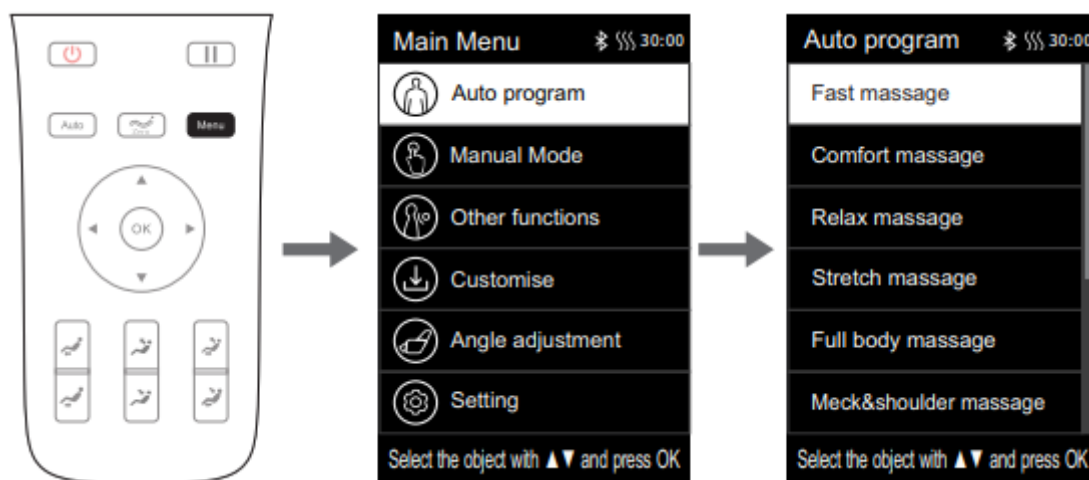 Auto
Menu
OK
Main Menu 30:00
Auto program
Manual Mode
Other functions
Customise
Angle adjustment
Setting
Select the object with ▲▼ and press OK
Auto program 30:00
Fast massage
Comfort massage
Relax massage
Stretch massage
Full body massage
Meck&shoulder massage
Select the object with ▲▼ and press OK